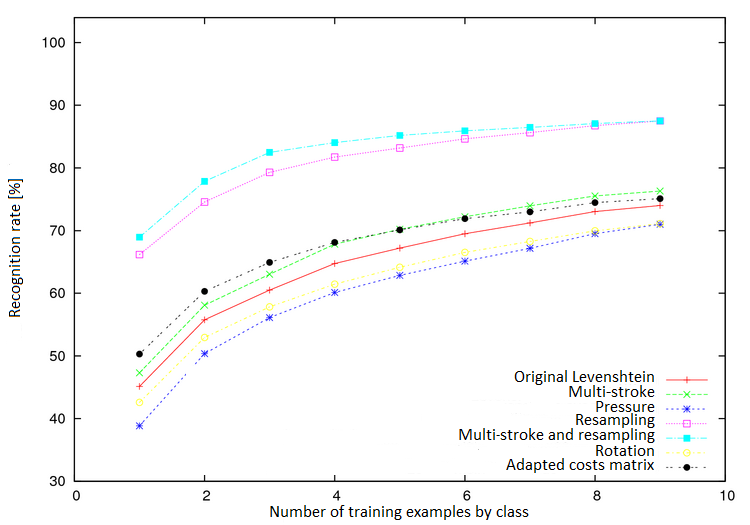 100
90
80
70
60
50
40
30
Recognition rate [%]
Original Levenshtein
Multi-stroke
Pressure
Resampling
Multi-stroke and resampling
Rotation
Adapted costs matrix
0 2 4 6 8 10
Number of training examples by class